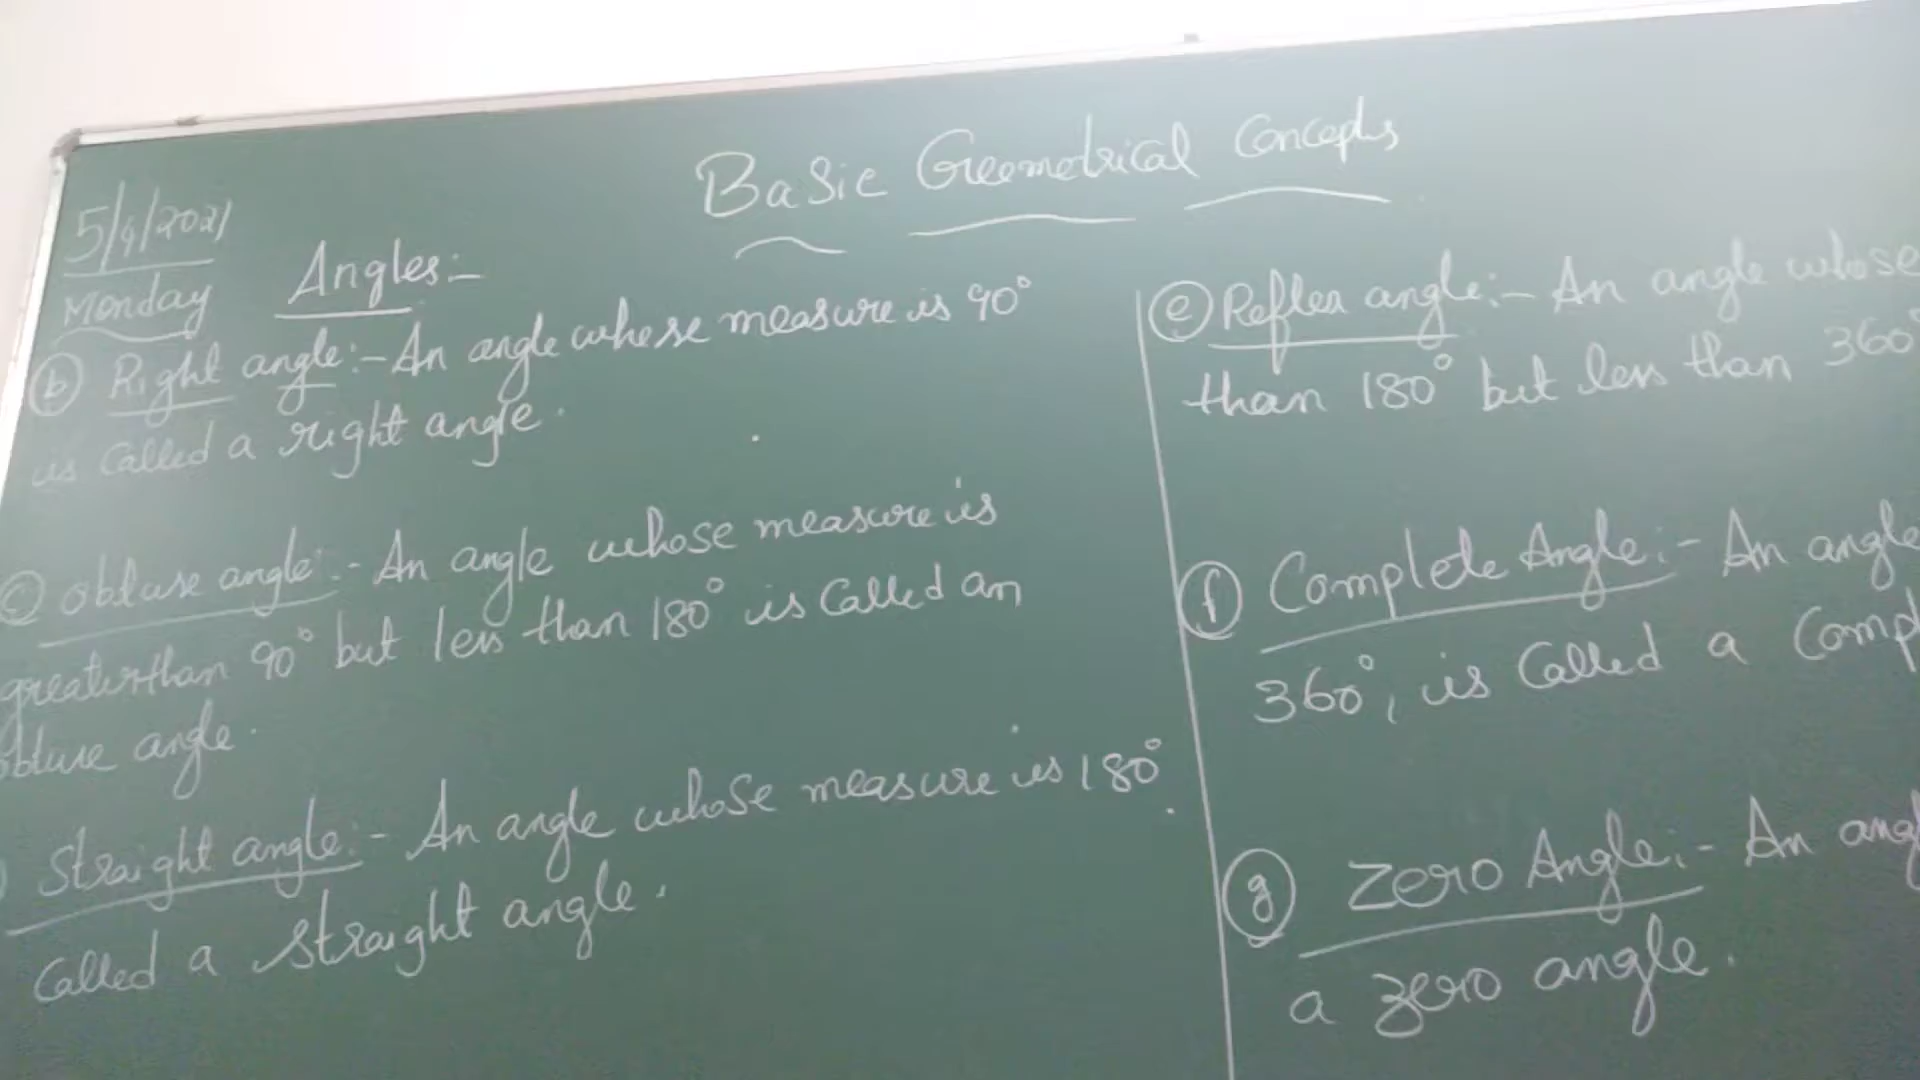 Basic Geometrical Concepts
5/4/2021
Monday
Angles:-
(b) Right angle:- An angle whose measure is 90°
is called a right angle.
(c) obtuse angle:- An angle whose measure is
greater than 90° but less than 180° is called an
obtuse angle.
Straight angle:- An angle whose measure is 180°
called a straight angle.
(e) Reflex angle:- An angle whose
than 180° but less than 360°
(f) Complete Angle:- An angle
360°, is called a Compl
(g) Zero Angle:- An ang
a zero angle.